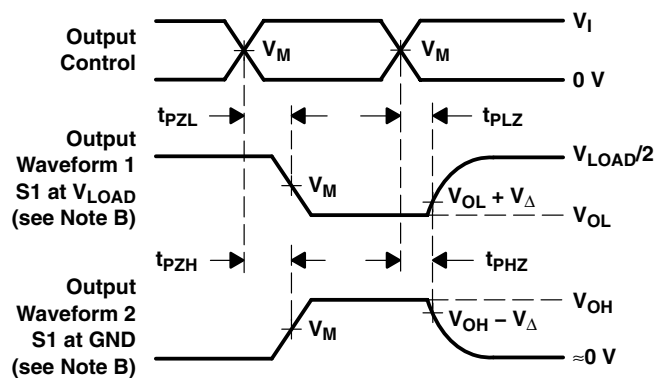 Output
Control
V_M
V_M
V_I
0 V
t_PZL
t_PLZ
Output
Waveform 1
S1 at V_LOAD
(see Note B)
V_M
V_LOAD/2
V_OL + V_Δ
V_OL
t_PZH
t_PHZ
Output
Waveform 2
S1 at GND
(see Note B)
V_M
V_OH
V_OH − V_Δ
≈0 V